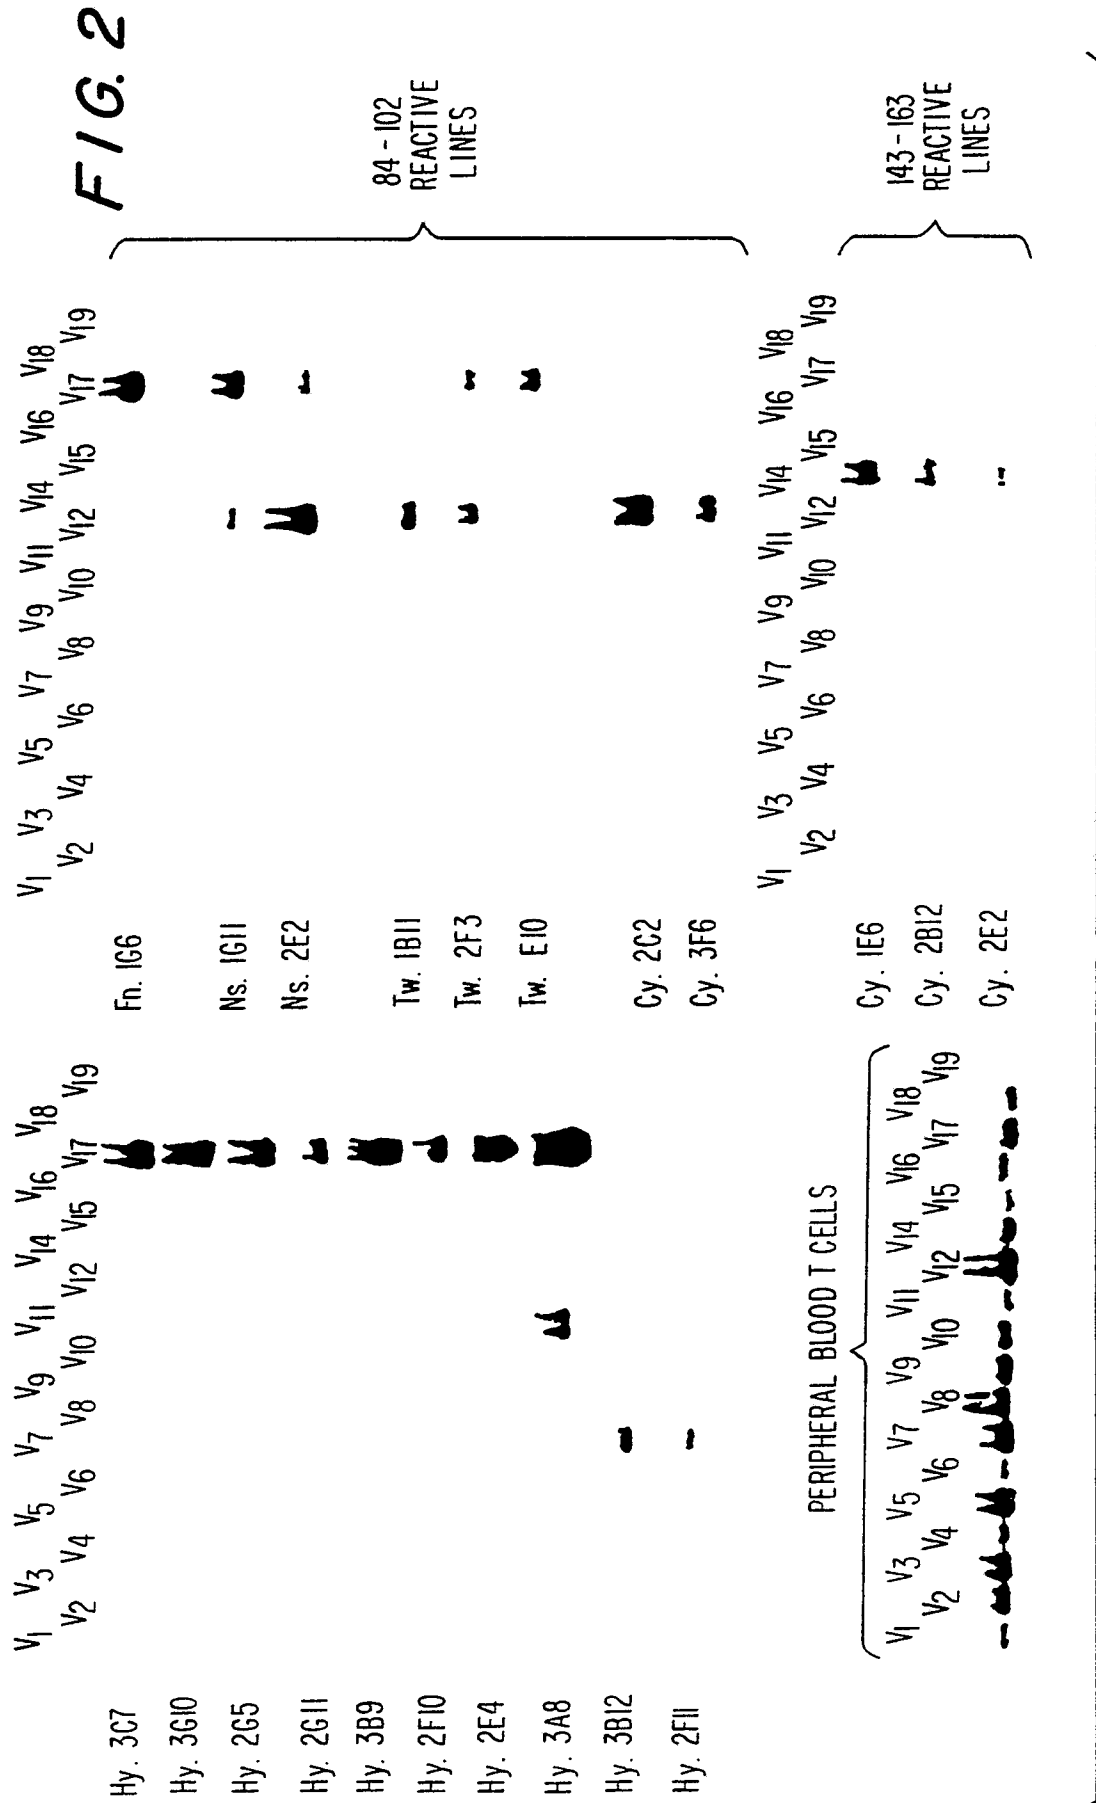 FIG. 2
V1 V3 V5 V7 V9 V11 V14 V16 V18
V2 V4 V6 V8 V10 V12 V15 V17 V19
Hy. 3C7
Hy. 3G10
Hy. 2G5
Hy. 2G11
Hy. 3B9
Hy. 2F10
Hy. 2E4
Hy. 3A8
Hy. 3B12
Hy. 2F11
PERIPHERAL BLOOD T CELLS
V1 V3 V5 V7 V9 V11 V14 V16 V18
V2 V4 V6 V8 V10 V12 V15 V17 V19
V1 V3 V5 V7 V9 V11 V14 V16 V18
V2 V4 V6 V8 V10 V12 V15 V17 V19
Fn. 1G6
Ns. 1G11
Ns. 2E2
Tw. 1B11
Tw. 2F3
Tw. E10
Cy. 2C2
Cy. 3F6
84-102
REACTIVE
LINES
V1 V3 V5 V7 V9 V11 V14 V16 V18
V2 V4 V6 V8 V10 V12 V15 V17 V19
Cy. 1E6
Cy. 2B12
Cy. 2E2
143-163
REACTIVE
LINES